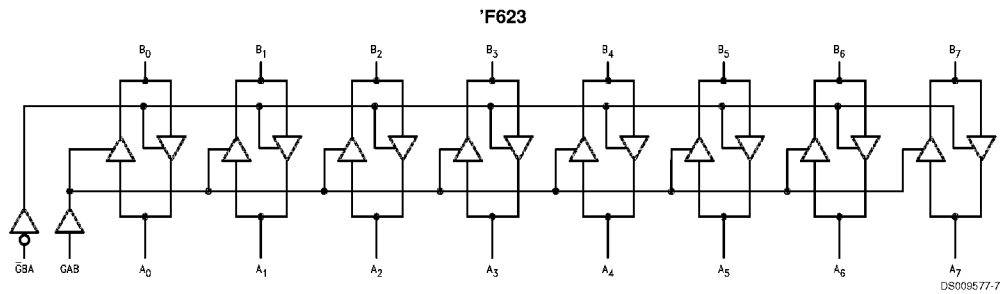 'F623
B0 B1 B2 B3 B4 B5 B6 B7
G̅BA GAB A0 A1 A2 A3 A4 A5 A6 A7
DS009577-7